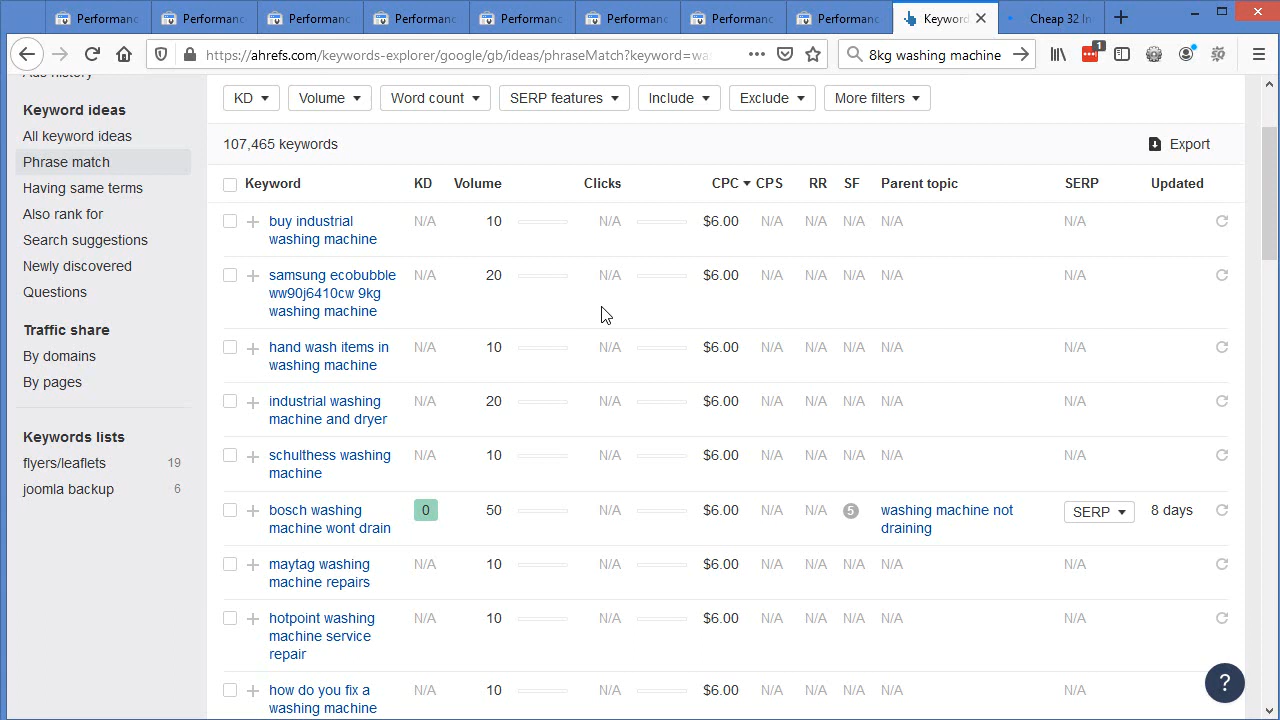 Performanc
Performanc
Performanc
Performanc
Performanc
Performanc
Performanc
Performanc
Keyword
Cheap 32 In
https://ahrefs.com/keywords-explorer/google/gb/ideas/phraseMatch?keyword=wa
8kg washing machine
1
Ads history
Keyword ideas
All keyword ideas
Phrase match
Having same terms
Also rank for
Search suggestions
Newly discovered
Questions
Traffic share
By domains
By pages
Keywords lists
flyers/leaflets 19
joomla backup 6
KD Volume Word count SERP features Include Exclude More filters
107,465 keywords Export
Keyword KD Volume Clicks CPC CPS RR SF Parent topic SERP Updated
buy industrial N/A 10 N/A $6.00 N/A N/A N/A N/A N/A
washing machine
samsung ecobubble N/A 20 N/A $6.00 N/A N/A N/A N/A N/A
ww90j6410cw 9kg
washing machine
hand wash items in N/A 10 N/A $6.00 N/A N/A N/A N/A N/A
washing machine
industrial washing N/A 20 N/A $6.00 N/A N/A N/A N/A N/A
machine and dryer
schulthess washing N/A 10 N/A $6.00 N/A N/A N/A N/A N/A
machine
bosch washing 0 50 N/A $6.00 N/A N/A 5 washing machine not SERP 8 days
machine wont drain draining
maytag washing N/A 10 N/A $6.00 N/A N/A N/A N/A N/A
machine repairs
hotpoint washing N/A 10 N/A $6.00 N/A N/A N/A N/A N/A
machine service
repair
how do you fix a N/A 10 N/A $6.00 N/A N/A N/A N/A N/A
washing machine
?